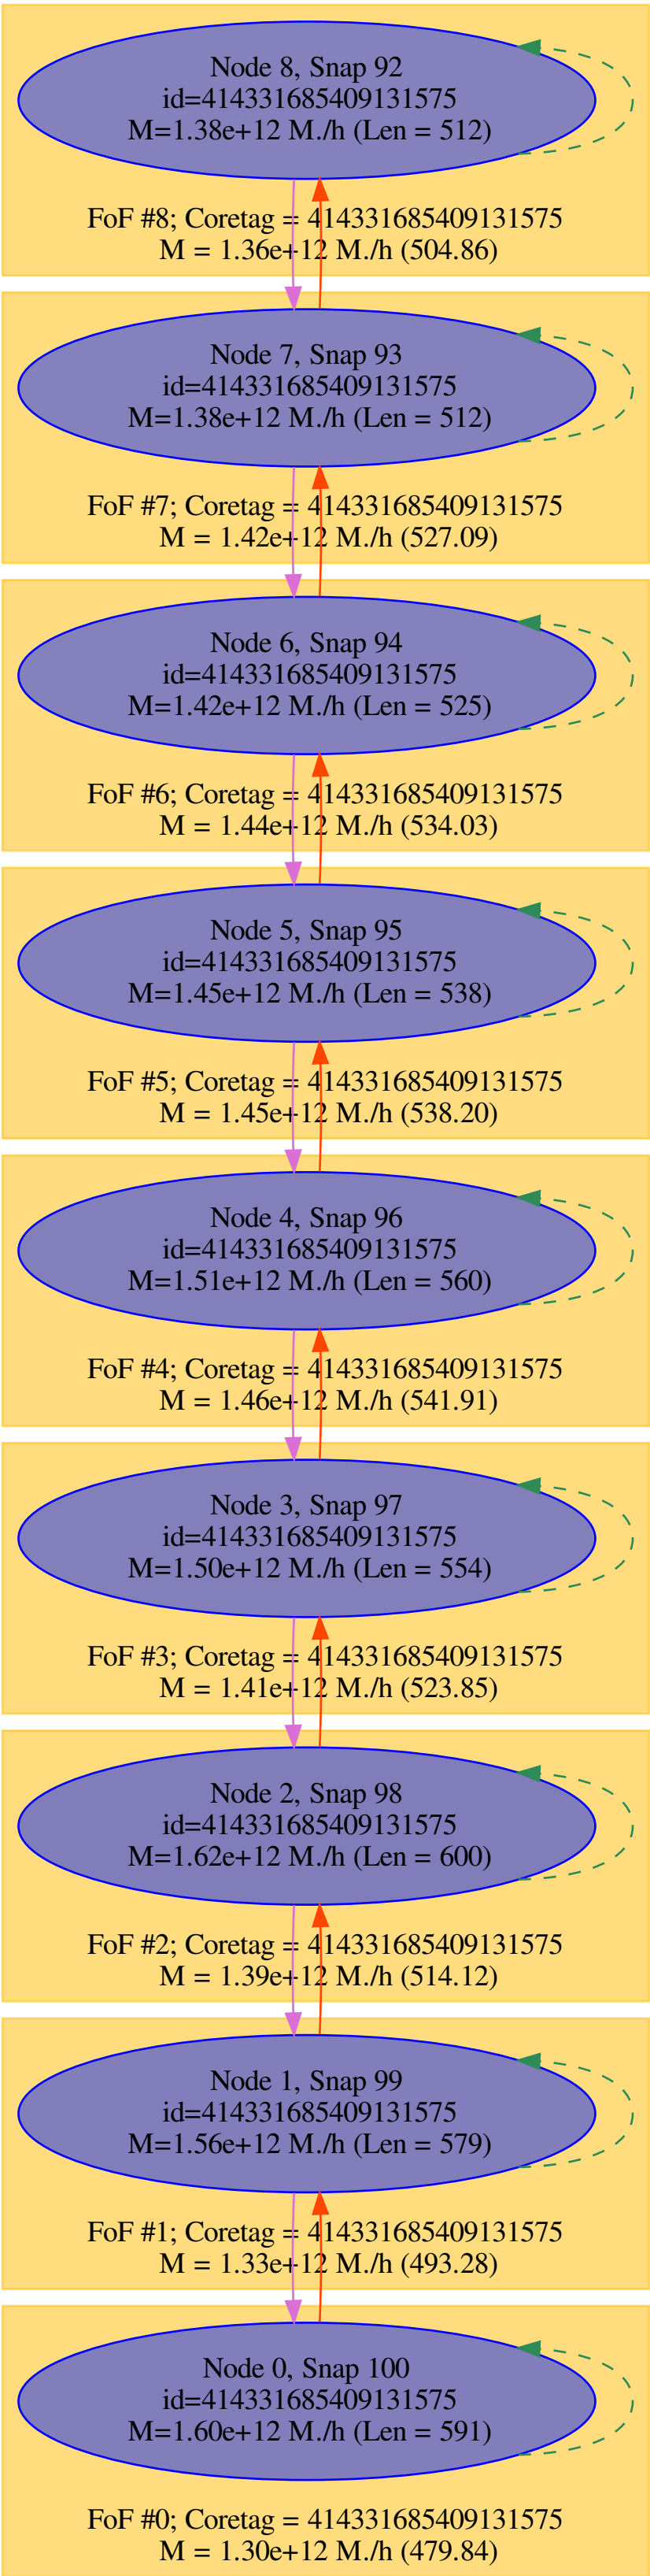 Node 8, Snap 92
id=414331685409131575
M=1.38e+12 M./h (Len = 512)
FoF #8; Coretag = 414331685409131575
M = 1.36e+12 M./h (504.86)
Node 7, Snap 93
id=414331685409131575
M=1.38e+12 M./h (Len = 512)
FoF #7; Coretag = 414331685409131575
M = 1.42e+12 M./h (527.09)
Node 6, Snap 94
id=414331685409131575
M=1.42e+12 M./h (Len = 525)
FoF #6; Coretag = 414331685409131575
M = 1.44e+12 M./h (534.03)
Node 5, Snap 95
id=414331685409131575
M=1.45e+12 M./h (Len = 538)
FoF #5; Coretag = 414331685409131575
M = 1.45e+12 M./h (538.20)
Node 4, Snap 96
id=414331685409131575
M=1.51e+12 M./h (Len = 560)
FoF #4; Coretag = 414331685409131575
M = 1.46e+12 M./h (541.91)
Node 3, Snap 97
id=414331685409131575
M=1.50e+12 M./h (Len = 554)
FoF #3; Coretag = 414331685409131575
M = 1.41e+12 M./h (523.85)
Node 2, Snap 98
id=414331685409131575
M=1.62e+12 M./h (Len = 600)
FoF #2; Coretag = 414331685409131575
M = 1.39e+12 M./h (514.12)
Node 1, Snap 99
id=414331685409131575
M=1.56e+12 M./h (Len = 579)
FoF #1; Coretag = 414331685409131575
M = 1.33e+12 M./h (493.28)
Node 0, Snap 100
id=414331685409131575
M=1.60e+12 M./h (Len = 591)
FoF #0; Coretag = 414331685409131575
M = 1.30e+12 M./h (479.84)